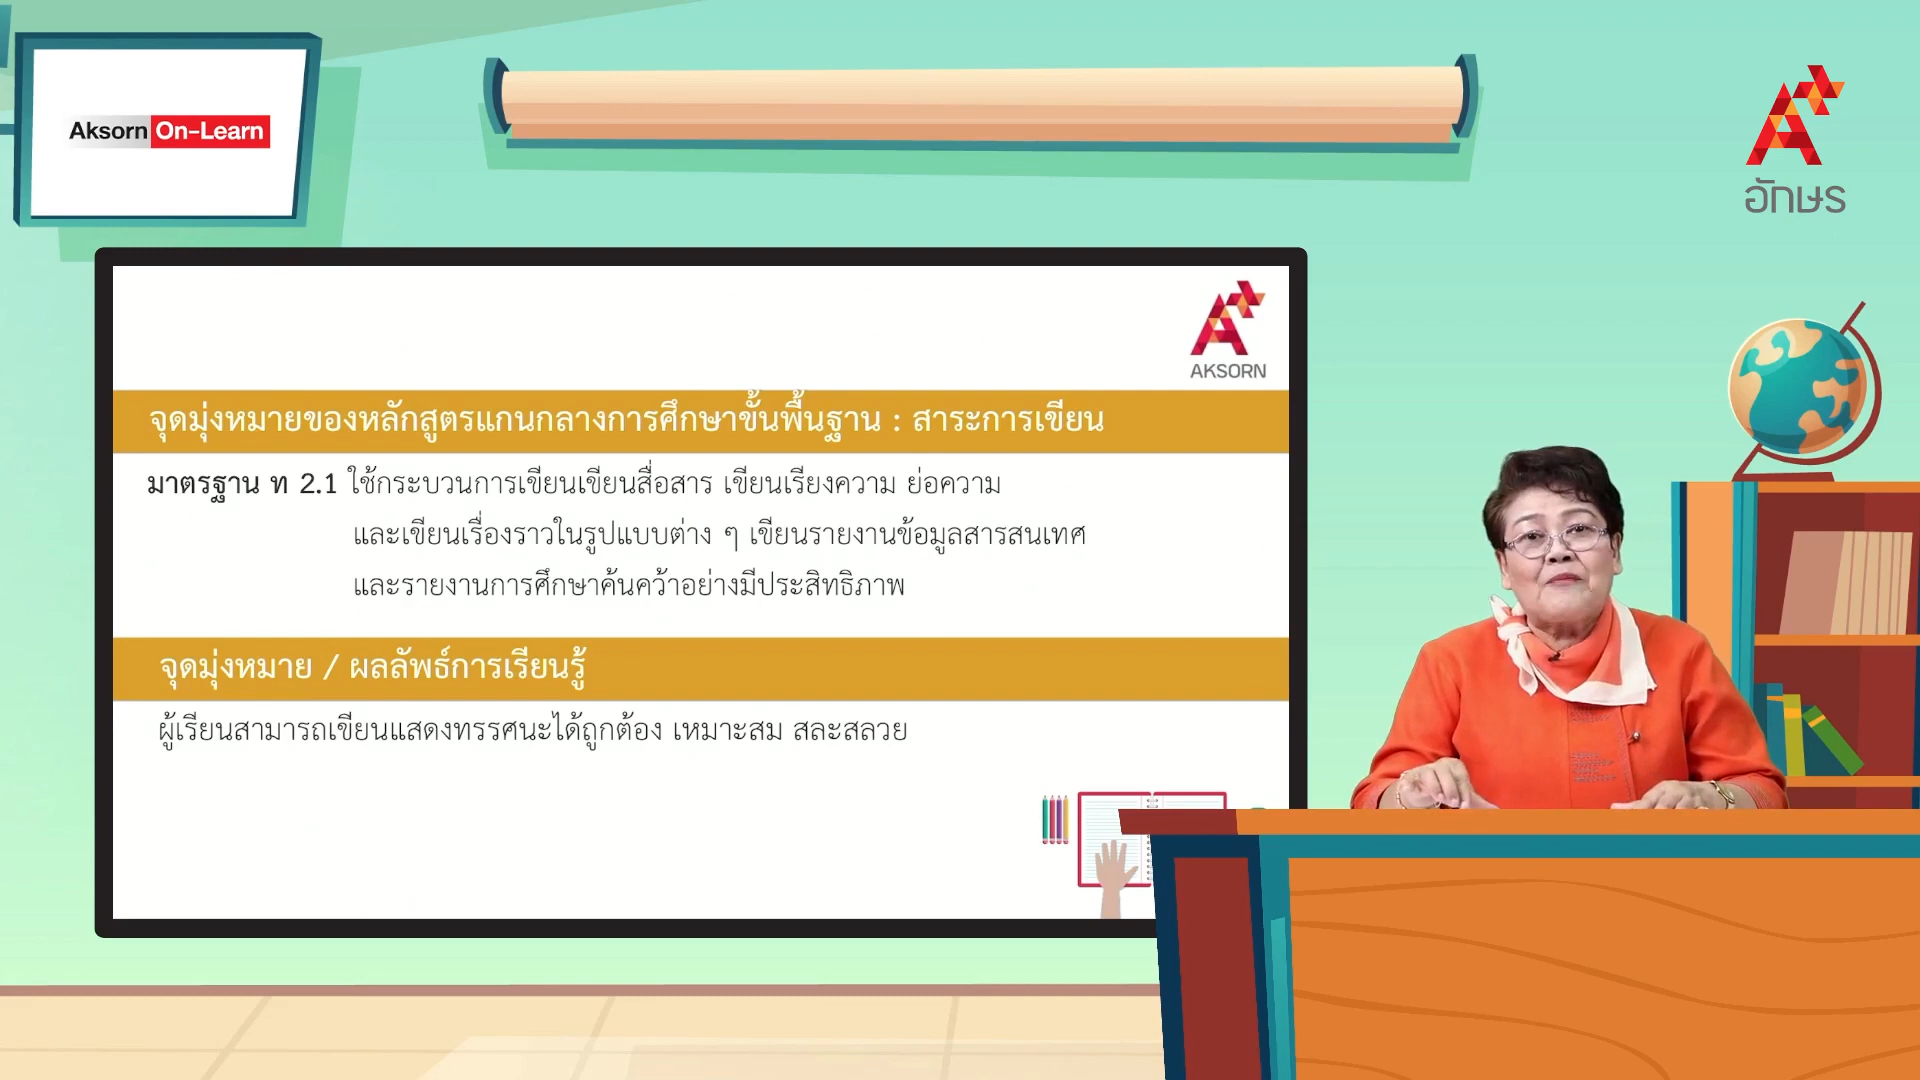 Aksorn On-Learn
อักษร
AKSORN
จุดมุ่งหมายของหลักสูตรแกนกลางการศึกษาขั้นพื้นฐาน : สาระการเขียน
มาตรฐาน ท 2.1 ใช้กระบวนการเขียนเขียนสื่อสาร เขียนเรียงความ ย่อความ
และเขียนเรื่องราวในรูปแบบต่าง ๆ เขียนรายงานข้อมูลสารสนเทศ
และรายงานการศึกษาค้นคว้าอย่างมีประสิทธิภาพ
จุดมุ่งหมาย / ผลลัพธ์การเรียนรู้
ผู้เรียนสามารถเขียนแสดงทรรศนะได้ถูกต้อง เหมาะสม สละสลวย